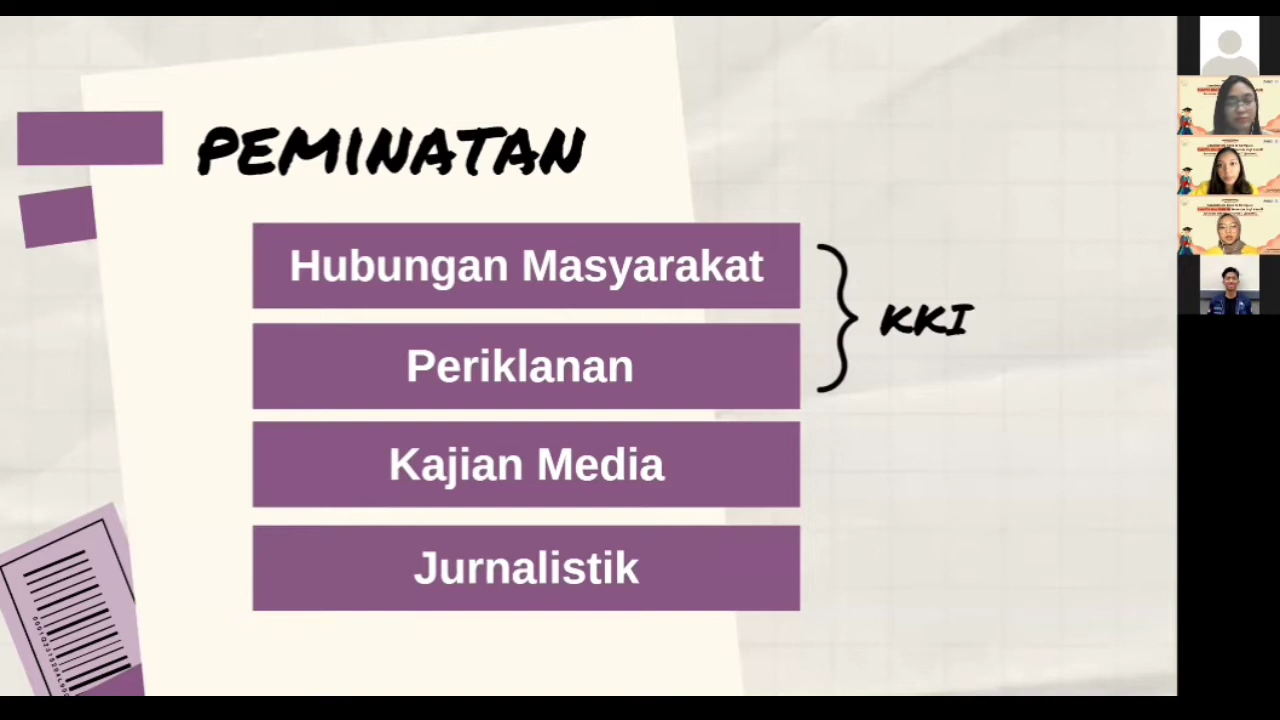 PEMINATAN
Hubungan Masyarakat
Periklanan
KKI
Kajian Media
Jurnalistik